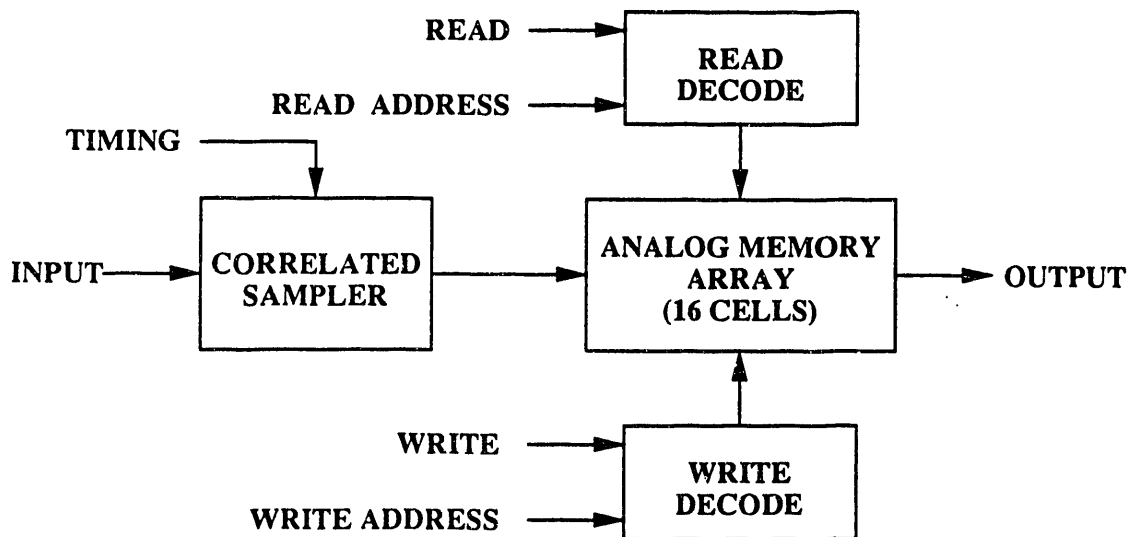 READ
READ ADDRESS
READ
DECODE
TIMING
INPUT
CORRELATED
SAMPLER
ANALOG MEMORY
ARRAY
(16 CELLS)
OUTPUT
WRITE
WRITE ADDRESS
WRITE
DECODE